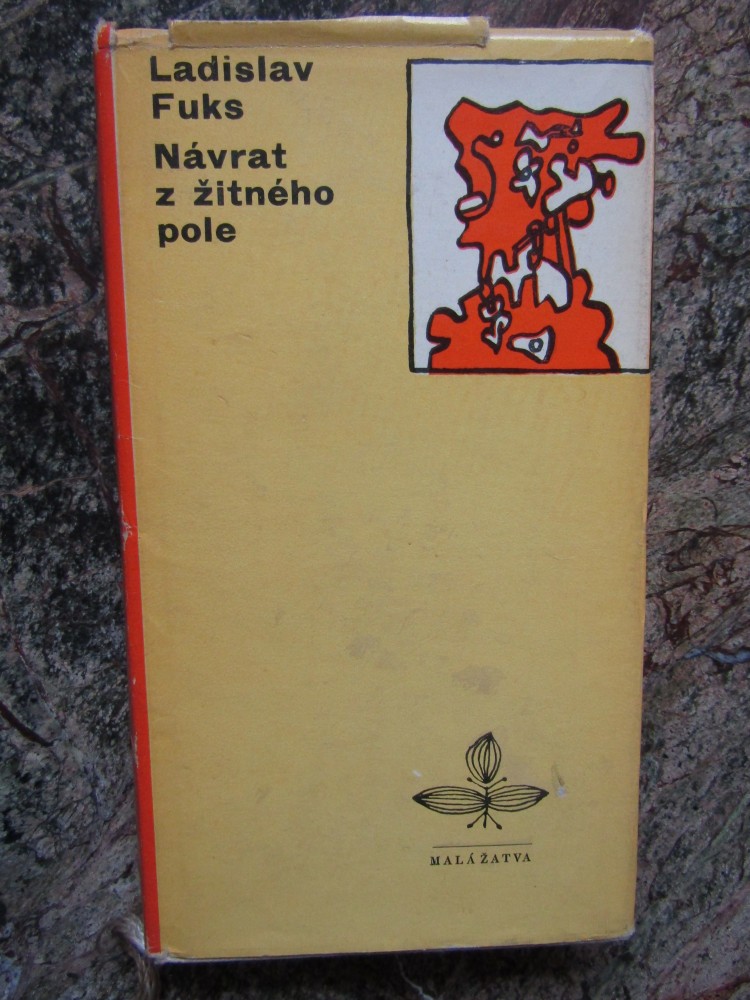 Ladislav
Fuks
Návrat
z žitného
pole
MALÁ ŽATVA